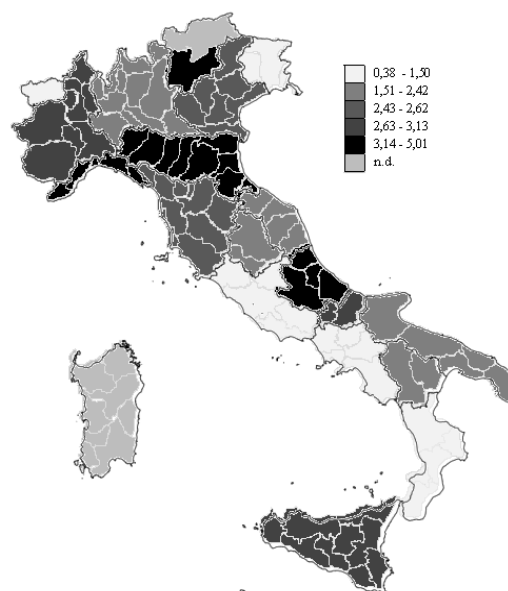 0,38 - 1,50
1,51 - 2,42
2,43 - 2,62
2,63 - 3,13
3,14 - 5,01
n.d.